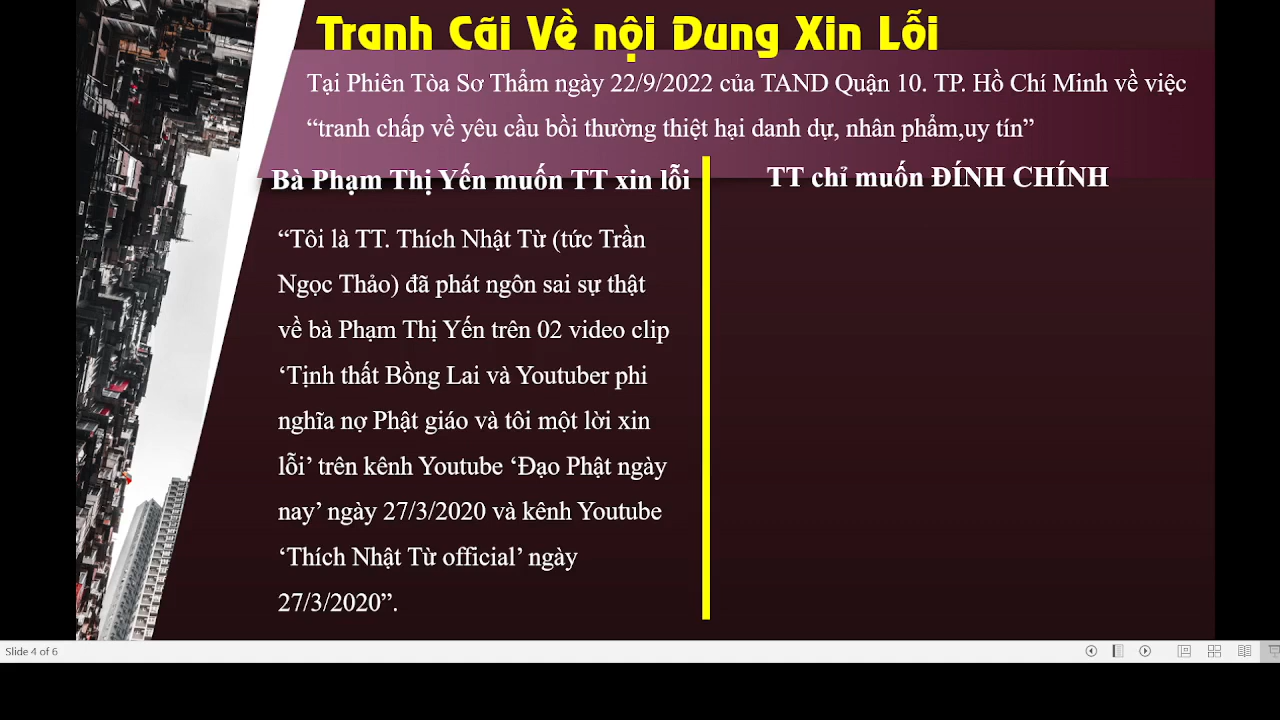 Tranh Cãi Về nội Dung Xin Lỗi
Tại Phiên Tòa Sơ Thẩm ngày 22/9/2022 của TAND Quận 10. TP. Hồ Chí Minh về việc
“tranh chấp về yêu cầu bồi thường thiệt hại danh dự, nhân phẩm,uy tín”
Bà Phạm Thị Yến muốn TT xin lỗi
“Tôi là TT. Thích Nhật Từ (tức Trần
Ngọc Thảo) đã phát ngôn sai sự thật
về bà Phạm Thị Yến trên 02 video clip
‘Tịnh thất Bồng Lai và Youtuber phi
nghĩa nợ Phật giáo và tôi một lời xin
lỗi’ trên kênh Youtube ‘Đạo Phật ngày
nay’ ngày 27/3/2020 và kênh Youtube
‘Thích Nhật Từ official’ ngày
27/3/2020”.
TT chỉ muốn ĐÍNH CHÍNH
Slide 4 of 6